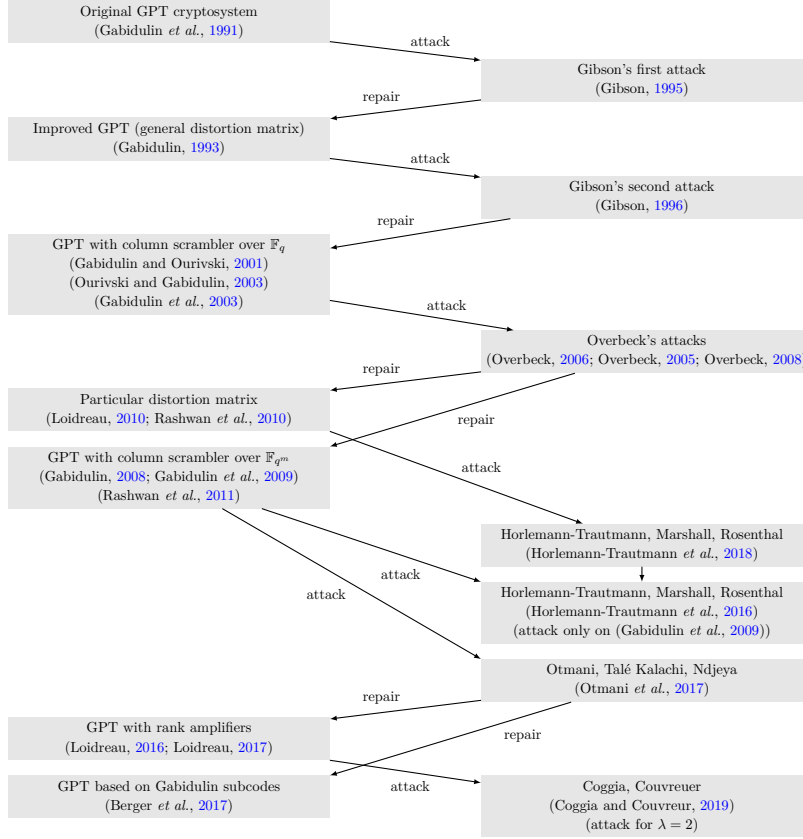 Original GPT cryptosystem
(Gabidulin et al., 1991)
attack
Gibson's first attack
(Gibson, 1995)
repair
Improved GPT (general distortion matrix)
(Gabidulin, 1993)
attack
Gibson's second attack
(Gibson, 1996)
repair
GPT with column scrambler over 𝔽q
(Gabidulin and Ourivski, 2001)
(Ourivski and Gabidulin, 2003)
(Gabidulin et al., 2003)
attack
Overbeck's attacks
(Overbeck, 2006; Overbeck, 2005; Overbeck, 2008)
repair
Particular distortion matrix
(Loidreau, 2010; Rashwan et al., 2010)
repair
GPT with column scrambler over 𝔽qm
(Gabidulin, 2008; Gabidulin et al., 2009)
(Rashwan et al., 2011)
attack
Horlemann-Trautmann, Marshall, Rosenthal
(Horlemann-Trautmann et al., 2018)
attack
Horlemann-Trautmann, Marshall, Rosenthal
(Horlemann-Trautmann et al., 2016)
(attack only on (Gabidulin et al., 2009))
attack
Otmani, Talé Kalachi, Ndjeya
(Otmani et al., 2017)
repair
GPT with rank amplifiers
(Loidreau, 2016; Loidreau, 2017)
repair
GPT based on Gabidulin subcodes
(Berger et al., 2017)
attack
Coggia, Couvreuer
(Coggia and Couvreur, 2019)
(attack for λ = 2)